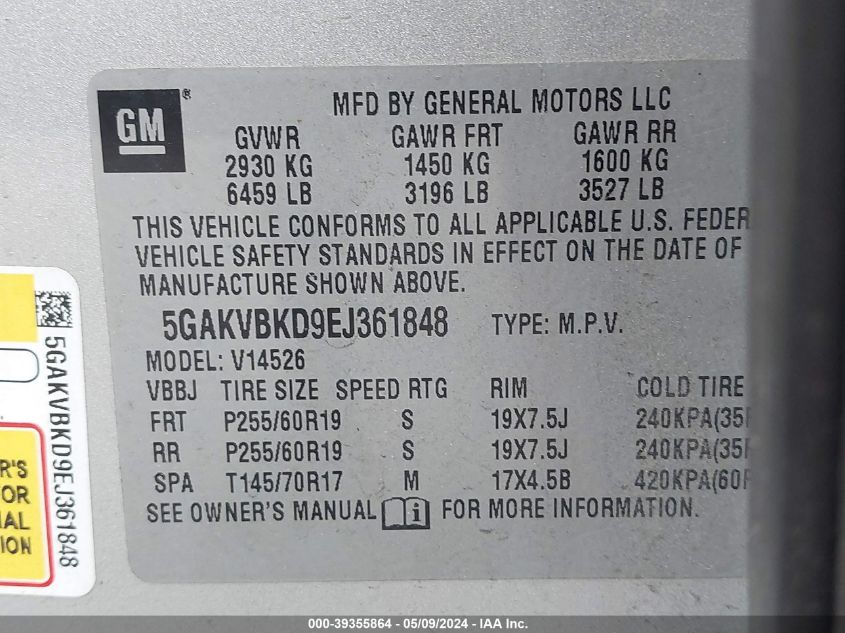 GM ®
MFD BY GENERAL MOTORS LLC
GVWR GAWR FRT GAWR RR
2930 KG 1450 KG 1600 KG
6459 LB 3196 LB 3527 LB
THIS VEHICLE CONFORMS TO ALL APPLICABLE U.S. FEDER
VEHICLE SAFETY STANDARDS IN EFFECT ON THE DATE OF
MANUFACTURE SHOWN ABOVE.
5GAKVBKD9EJ361848 TYPE: M.P.V.
MODEL: V14526
VBBJ TIRE SIZE SPEED RTG RIM COLD TIRE
FRT P255/60R19 S 19X7.5J 240KPA(35
RR P255/60R19 S 19X7.5J 240KPA(35
SPA T145/70R17 M 17X4.5B 420KPA(60
SEE OWNER'S MANUAL i FOR MORE INFORMATION.
5GAKVBKD9EJ361848
R'S
OR
IAL
ION
000-39355864 - 05/09/2024 - IAA Inc.